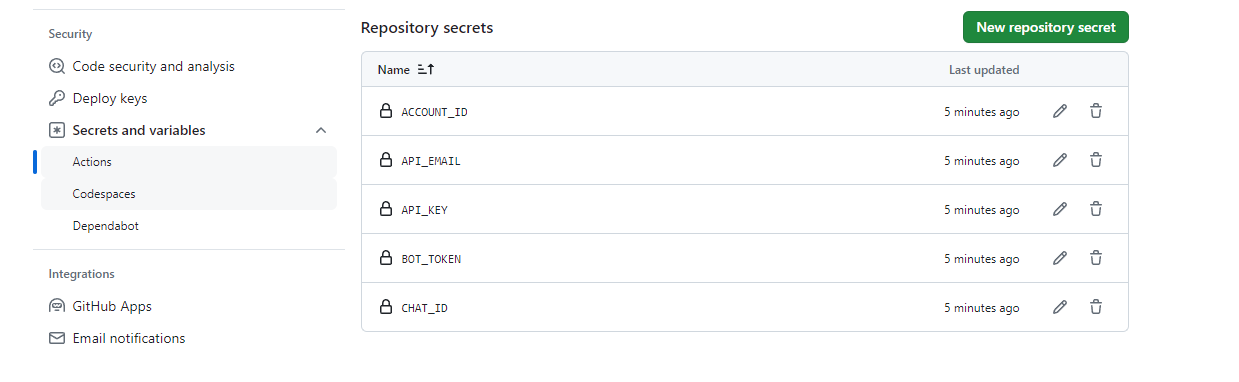 Security
Code security and analysis
Deploy keys
Secrets and variables
Actions
Codespaces
Dependabot
Integrations
GitHub Apps
Email notifications
Repository secrets
New repository secret
Name
Last updated
ACCOUNT_ID
5 minutes ago
API_EMAIL
5 minutes ago
API_KEY
5 minutes ago
BOT_TOKEN
5 minutes ago
CHAT_ID
5 minutes ago